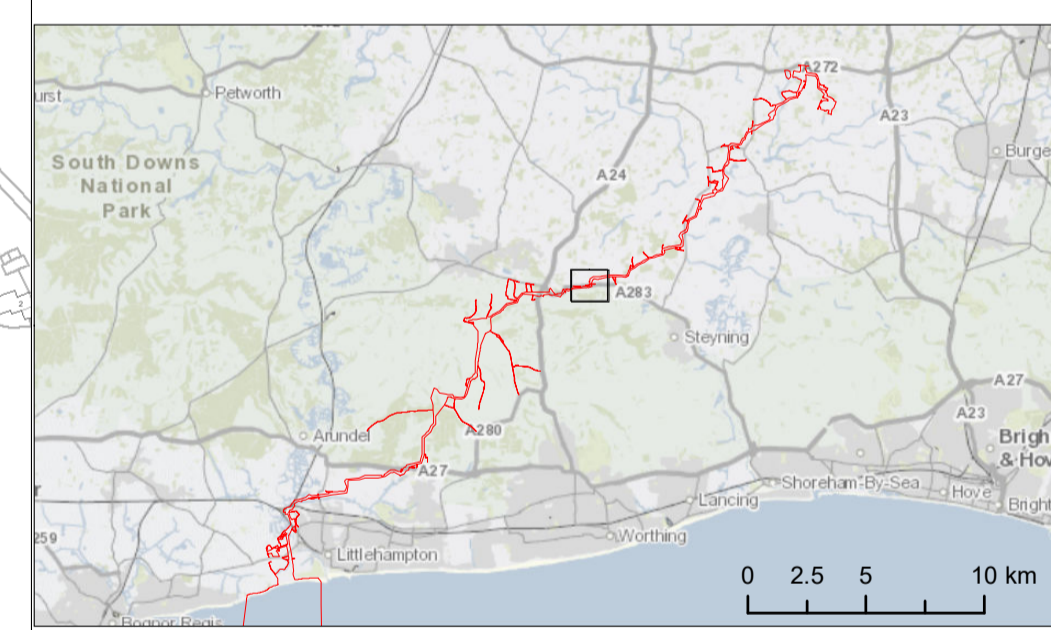 A272
Petworth
urst
A23
Burge
South Downs
National
Park
A24
A283
Steyning
A27
A23
Arundel
A280
Brigh
& Hov
A27
Shoreham-By-Sea
Hove
Lancing
Bright
r
Worthing
259
Littlehampton
0 2.5 5 10 km
Bognor Regis
2